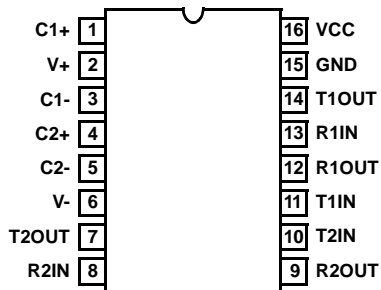 C1+ 1 16 VCC
V+ 2 15 GND
C1- 3 14 T1OUT
C2+ 4 13 R1IN
C2- 5 12 R1OUT
V- 6 11 T1IN
T2OUT 7 10 T2IN
R2IN 8 9 R2OUT